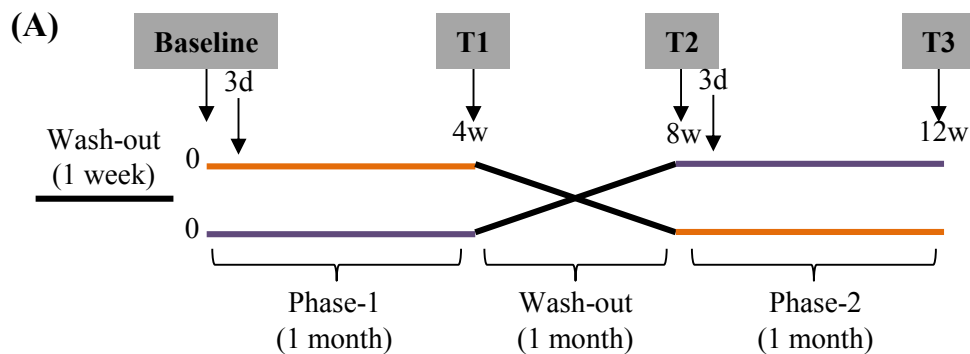 (A)
Baseline T1 T2 T3
3d 3d
4w 8w 12w
Wash-out
(1 week)
0
0
Phase-1
(1 month)
Wash-out
(1 month)
Phase-2
(1 month)